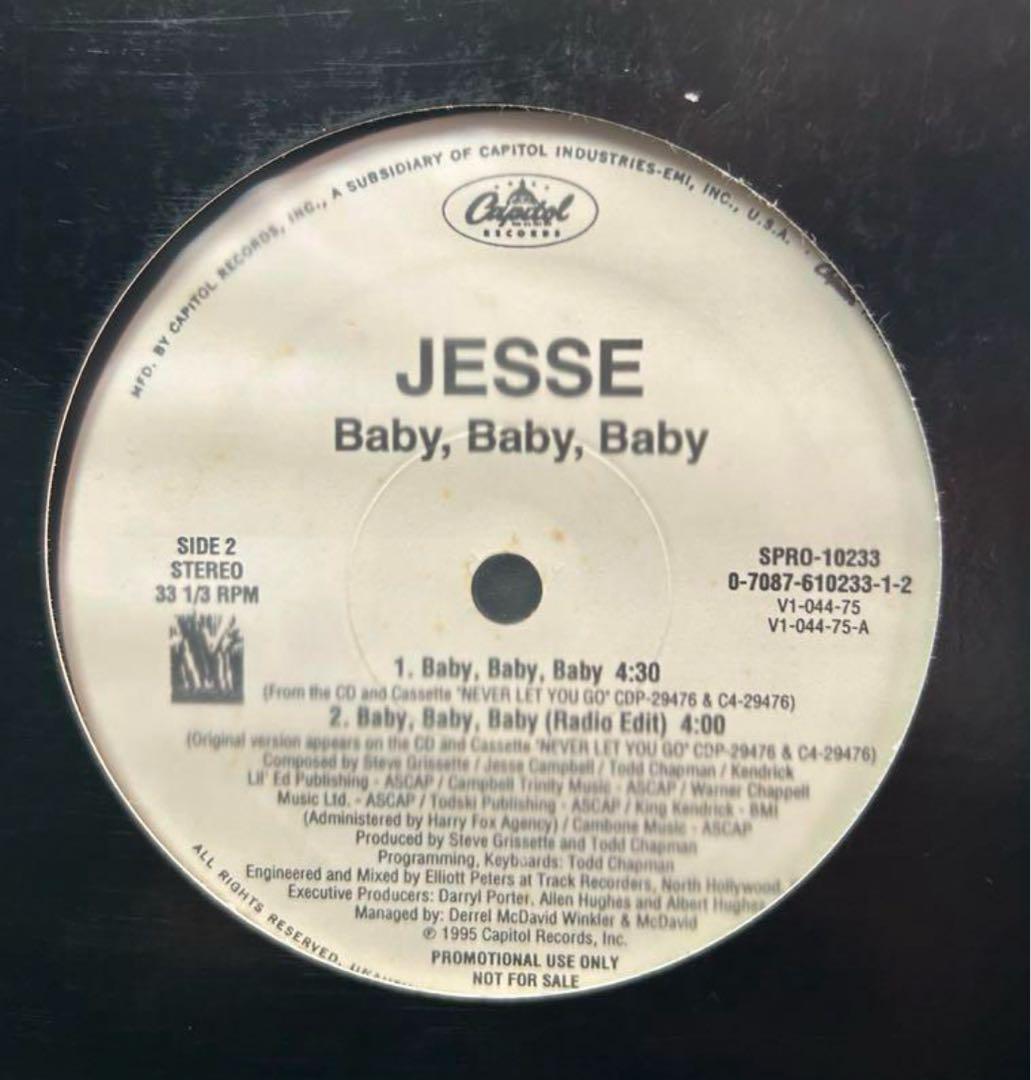 MFD. BY CAPITOL RECORDS, INC., A SUBSIDIARY OF CAPITOL INDUSTRIES-EMI, INC., U.S.A.
Capitol
RECORDS
JESSE
Baby, Baby, Baby
SIDE 2
STEREO
33 1/3 RPM
SPRO-10233
0-7087-610233-1-2
V1-044-75
V1-044-75-A
1. Baby, Baby, Baby 4:30
(From the CD and Cassette "NEVER LET YOU GO" CDP-29476 & C4-29476)
2. Baby, Baby, Baby (Radio Edit) 4:00
(Original version appears on the CD and Cassette "NEVER LET YOU GO" CDP-29476 & C4-29476)
Composed by Steve Grissette / Jesse Campbell / Todd Chapman / Kendrick
Lil' Ed Publishing - ASCAP / Campbell Trinity Music - ASCAP / Warner Chappell
Music Ltd. - ASCAP / Todski Publishing - ASCAP / King Kendrick - BMI
(Administered by Harry Fox Agency) / Cambone Music - ASCAP
Produced by Steve Grissette and Todd Chapman
Programming, Keyboards: Todd Chapman
Engineered and Mixed by Elliott Peters at Track Recorders, North Hollywood
Executive Producers: Darryl Porter, Allen Hughes and Albert Hughes
Managed by: Derrel McDavid Winkler & McDavid
℗ 1995 Capitol Records, Inc.
PROMOTIONAL USE ONLY
NOT FOR SALE
ALL RIGHTS RESERVED.